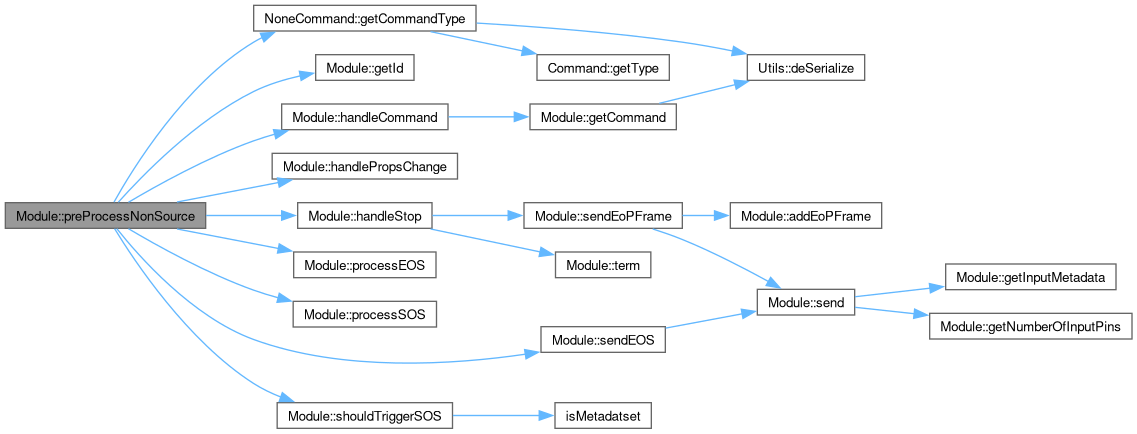 Module::preProcessNonSource
NoneCommand::getCommandType
Module::getId
Module::handleCommand
Module::handlePropsChange
Module::handleStop
Module::processEOS
Module::processSOS
Module::sendEOS
Module::shouldTriggerSOS
Command::getType
Utils::deSerialize
Module::getCommand
Module::sendEoPFrame
Module::addEoPFrame
Module::term
Module::send
Module::getInputMetadata
Module::getNumberOfInputPins
isMetadatset